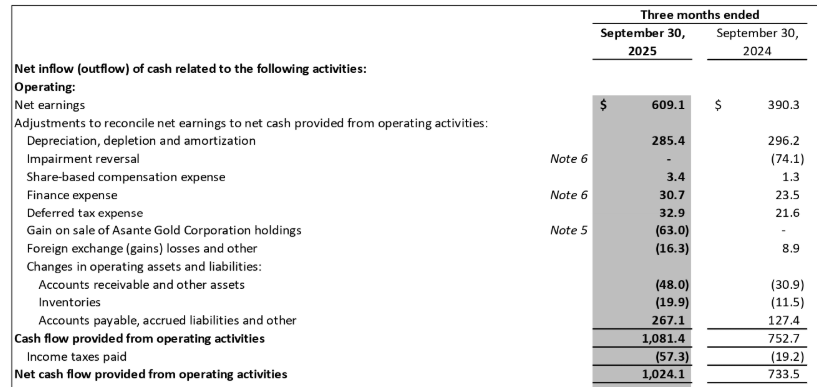 Three months ended
September 30, September 30,
2025 2024
Net inflow (outflow) of cash related to the following activities:
Operating:
Net earnings $ 609.1 $ 390.3
Adjustments to reconcile net earnings to net cash provided from operating activities:
Depreciation, depletion and amortization 285.4 296.2
Impairment reversal Note 6 - (74.1)
Share-based compensation expense 3.4 1.3
Finance expense Note 6 30.7 23.5
Deferred tax expense 32.9 21.6
Gain on sale of Asante Gold Corporation holdings Note 5 (63.0) -
Foreign exchange (gains) losses and other (16.3) 8.9
Changes in operating assets and liabilities:
Accounts receivable and other assets (48.0) (30.9)
Inventories (19.9) (11.5)
Accounts payable, accrued liabilities and other 267.1 127.4
Cash flow provided from operating activities 1,081.4 752.7
Income taxes paid (57.3) (19.2)
Net cash flow provided from operating activities 1,024.1 733.5